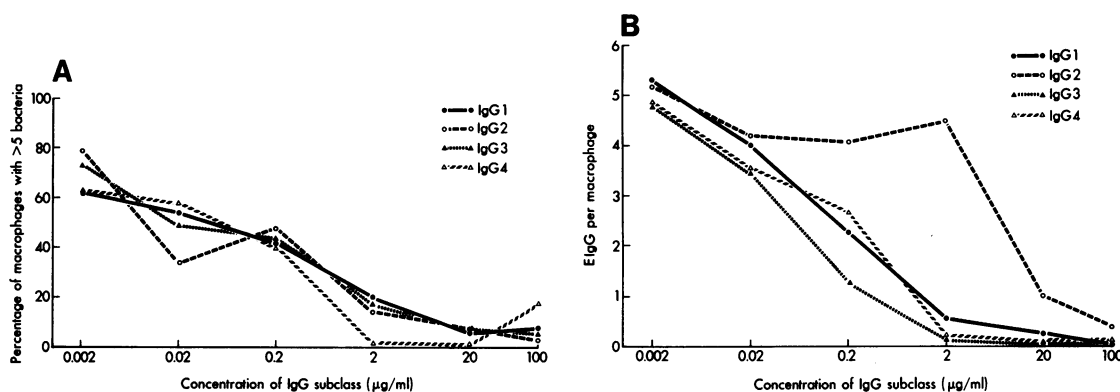 A
Percentage of macrophages with >5 bacteria
100
80
60
40
20
0
0.002 0.02 0.2 2 20 100
Concentration of IgG subclass (μg/ml)
IgG1
IgG2
IgG3
IgG4
B
EIgG per macrophage
6
5
4
3
2
1
0
0.002 0.02 0.2 2 20 100
Concentration of IgG subclass (μg/ml)
IgG1
IgG2
IgG3
IgG4